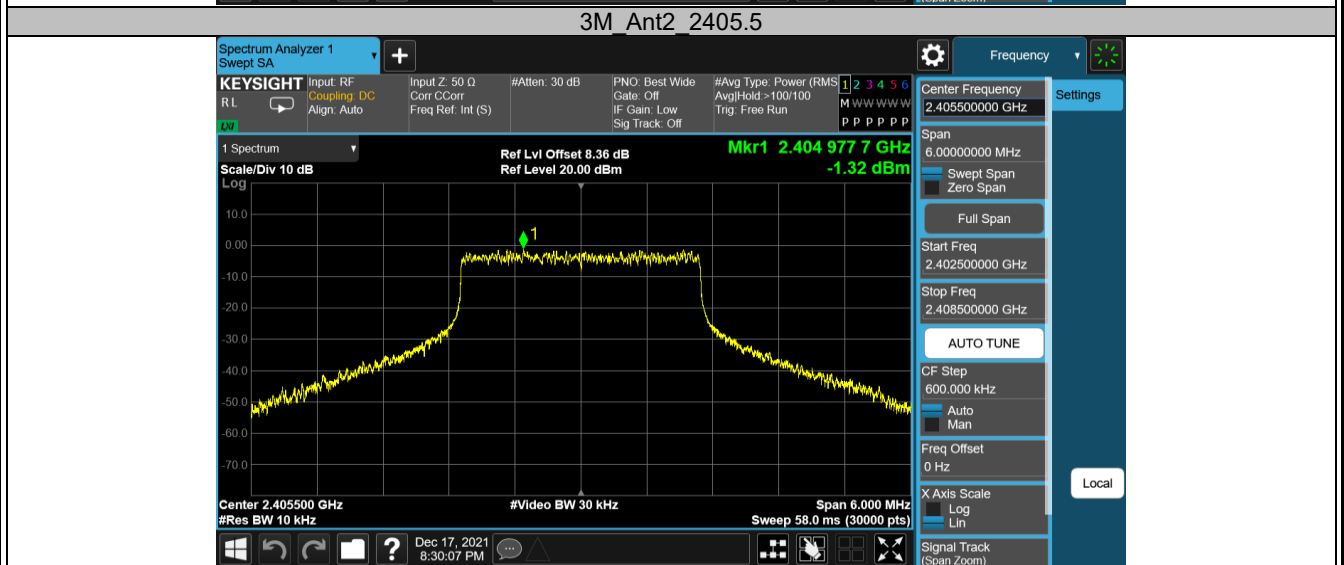 (Span Zoom)
3M_Ant2_2405.5
Spectrum Analyzer 1
Swept SA
+
Frequency
KEYSIGHT
R L
LXI
Input: RF
Coupling: DC
Align: Auto
Input Z: 50 Ω
Corr CCorr
Freq Ref: Int (S)
#Atten: 30 dB
PNO: Best Wide
Gate: Off
IF Gain: Low
Sig Track: Off
#Avg Type: Power (RMS
Avg|Hold:>100/100
Trig: Free Run
1 2 3 4 5 6
M W W W W W
P P P P P P
1 Spectrum
Scale/Div 10 dB
Ref Lvl Offset 8.36 dB
Ref Level 20.00 dBm
Mkr1 2.404 977 7 GHz
-1.32 dBm
Log
10.0
0.00
-10.0
-20.0
-30.0
-40.0
-50.0
-60.0
-70.0
1
Center 2.405500 GHz
#Res BW 10 kHz
#Video BW 30 kHz
Span 6.000 MHz
Sweep 58.0 ms (30000 pts)
Center Frequency
2.405500000 GHz
Settings
Span
6.00000000 MHz
Swept Span
Zero Span
Full Span
Start Freq
2.402500000 GHz
Stop Freq
2.408500000 GHz
AUTO TUNE
CF Step
600.000 kHz
Auto
Man
Freq Offset
0 Hz
X Axis Scale
Log
Lin
Local
Signal Track
(Span Zoom)
?
Dec 17, 2021
8:30:07 PM